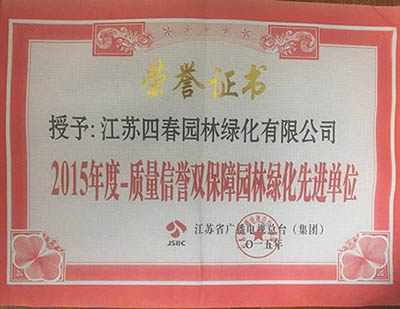 荣誉证书
授予:江苏四春园林绿化有限公司
2015年度-质量信誉双保障园林绿化先进单位
JSBC
江苏省广播电视总台(集团)
二〇一五年